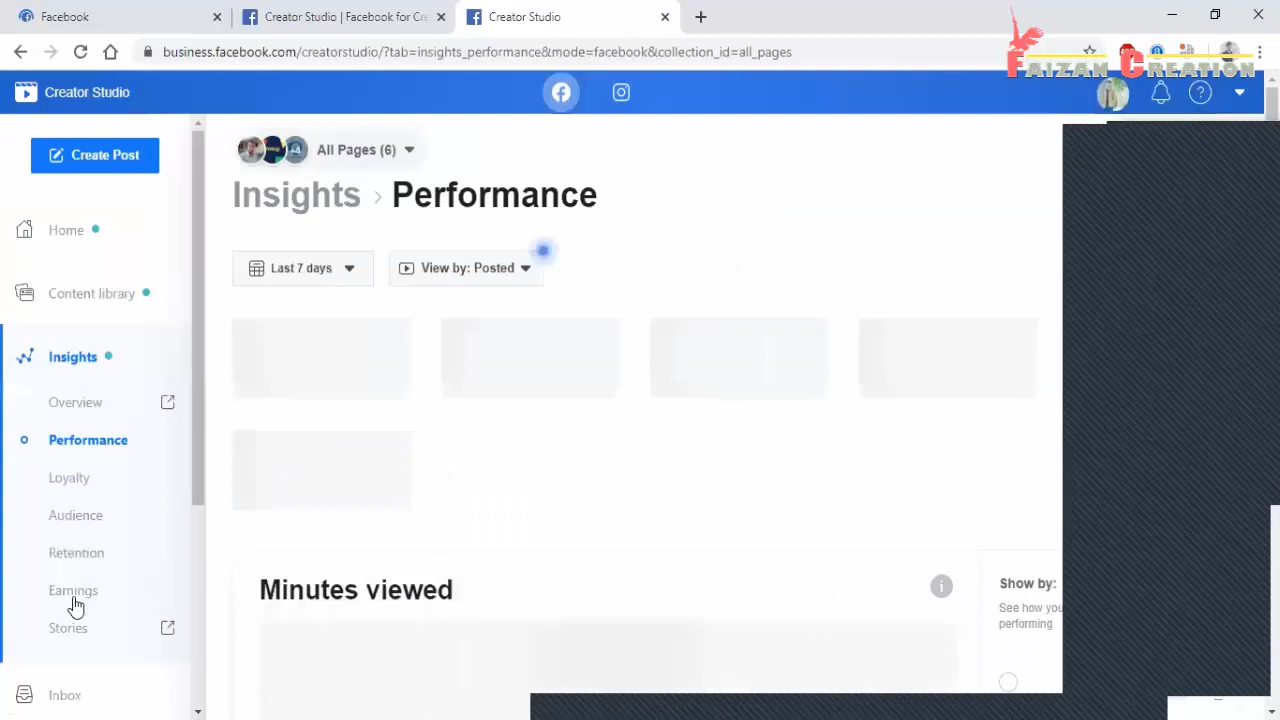 Facebook
Creator Studio | Facebook for Cre
Creator Studio
business.facebook.com/creatorstudio/?tab=insights_performance&mode=facebook&collection_id=all_pages
FAIZAN CREATION
Creator Studio
Create Post
+4
All Pages (6)
Insights > Performance
Home
Last 7 days
View by: Posted
Content library
Insights
Overview
Performance
Loyalty
Audience
Retention
Earnings
Stories
Inbox
Minutes viewed
Show by:
See how you
performing